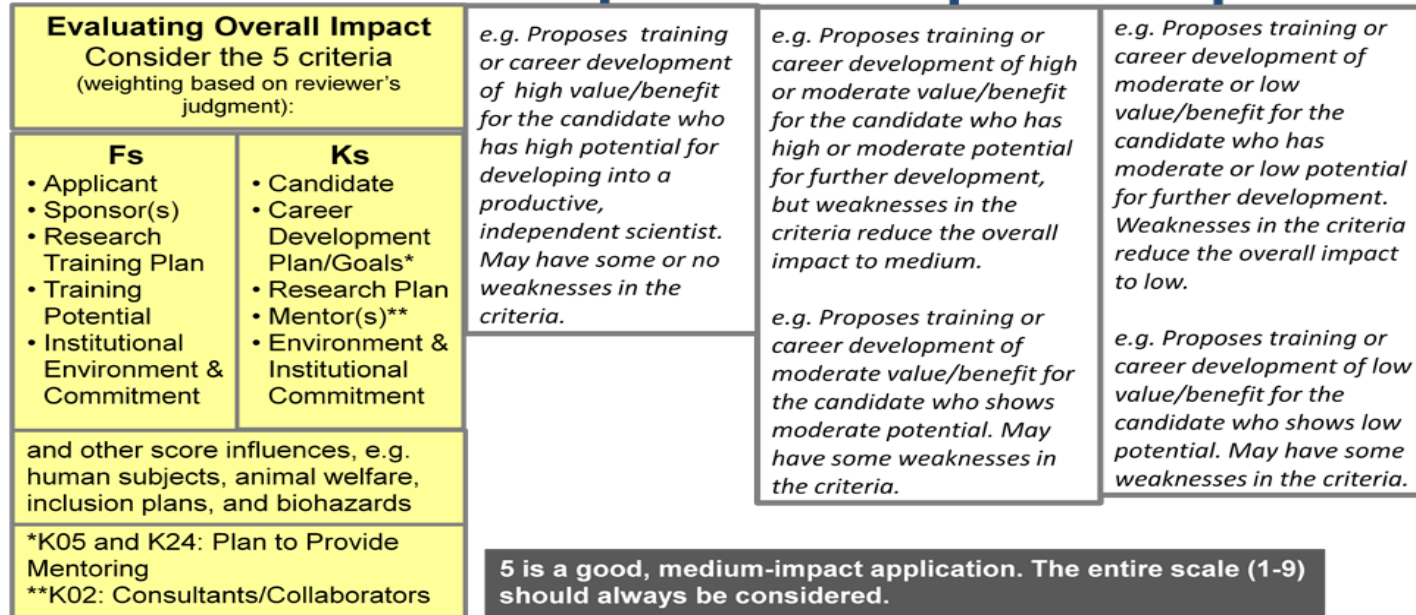 Evaluating Overall Impact
Consider the 5 criteria
(weighting based on reviewer's
judgment):
Fs
• Applicant
• Sponsor(s)
• Research
Training Plan
• Training
Potential
• Institutional
Environment &
Commitment
Ks
• Candidate
• Career
Development
Plan/Goals*
• Research Plan
• Mentor(s)**
• Environment &
Institutional
Commitment
and other score influences, e.g.
human subjects, animal welfare,
inclusion plans, and biohazards
*K05 and K24: Plan to Provide
Mentoring
**K02: Consultants/Collaborators
e.g. Proposes training
or career development
of high value/benefit
for the candidate who
has high potential for
developing into a
productive,
independent scientist.
May have some or no
weaknesses in the
criteria.
e.g. Proposes training or
career development of high
or moderate value/benefit
for the candidate who has
high or moderate potential
for further development,
but weaknesses in the
criteria reduce the overall
impact to medium.
e.g. Proposes training or
career development of
moderate value/benefit for
the candidate who shows
moderate potential. May
have some weaknesses in
the criteria.
e.g. Proposes training or
career development of
moderate or low
value/benefit for the
candidate who has
moderate or low potential
for further development.
Weaknesses in the criteria
reduce the overall impact
to low.
e.g. Proposes training or
career development of low
value/benefit for the
candidate who shows low
potential. May have some
weaknesses in the criteria.
5 is a good, medium-impact application. The entire scale (1-9)
should always be considered.